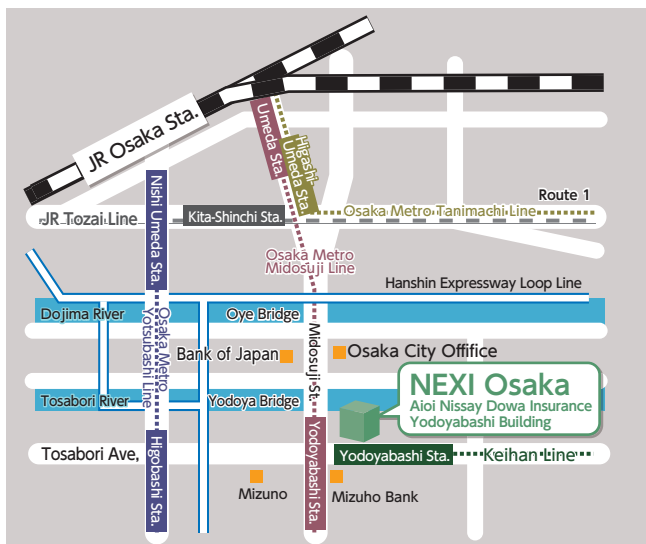 JR Osaka Sta.
Umeda Sta.
Higashi
Umeda Sta.
Nishi Umeda Sta.
Route 1
JR Tozai Line
Kita-Shinchi Sta.
Osaka Metro Tanimachi Line
Osaka Metro
Midosuji Line
Hanshin Expressway Loop Line
Dojima River
Oye Bridge
Osaka Metro
Yotsubashi Line
Midosuji St.
Bank of Japan
Osaka City Offifice
NEXI Osaka
Aioi Nissay Dowa Insurance
Yodoyabashi Building
Tosabori River
Yodoya Bridge
Tosabori Ave,
Higobashi Sta.
Yodoyabashi Sta.
Yodoyabashi Sta.
Keihan Line
Mizuno
Mizuho Bank